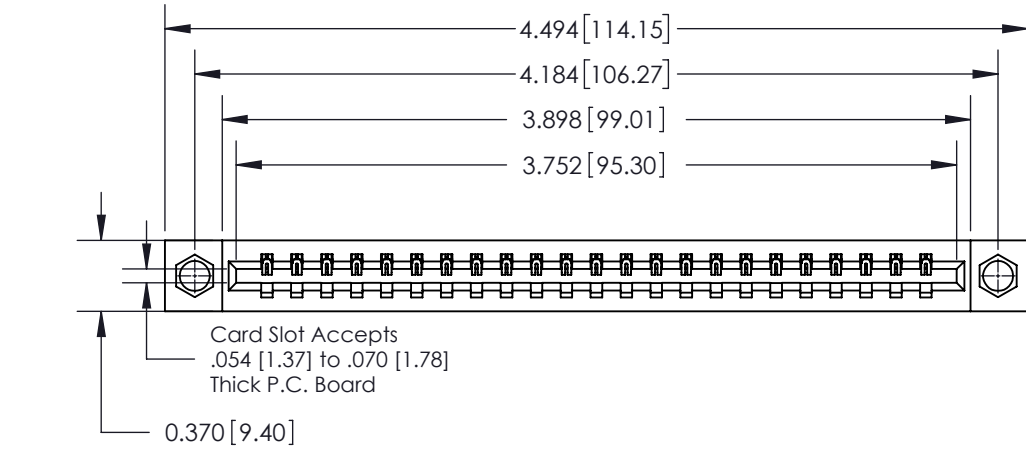 4.494[114.15]
4.184[106.27]
3.898[99.01]
3.752[95.30]
Card Slot Accepts
.054 [1.37] to .070 [1.78]
Thick P.C. Board
0.370[9.40]